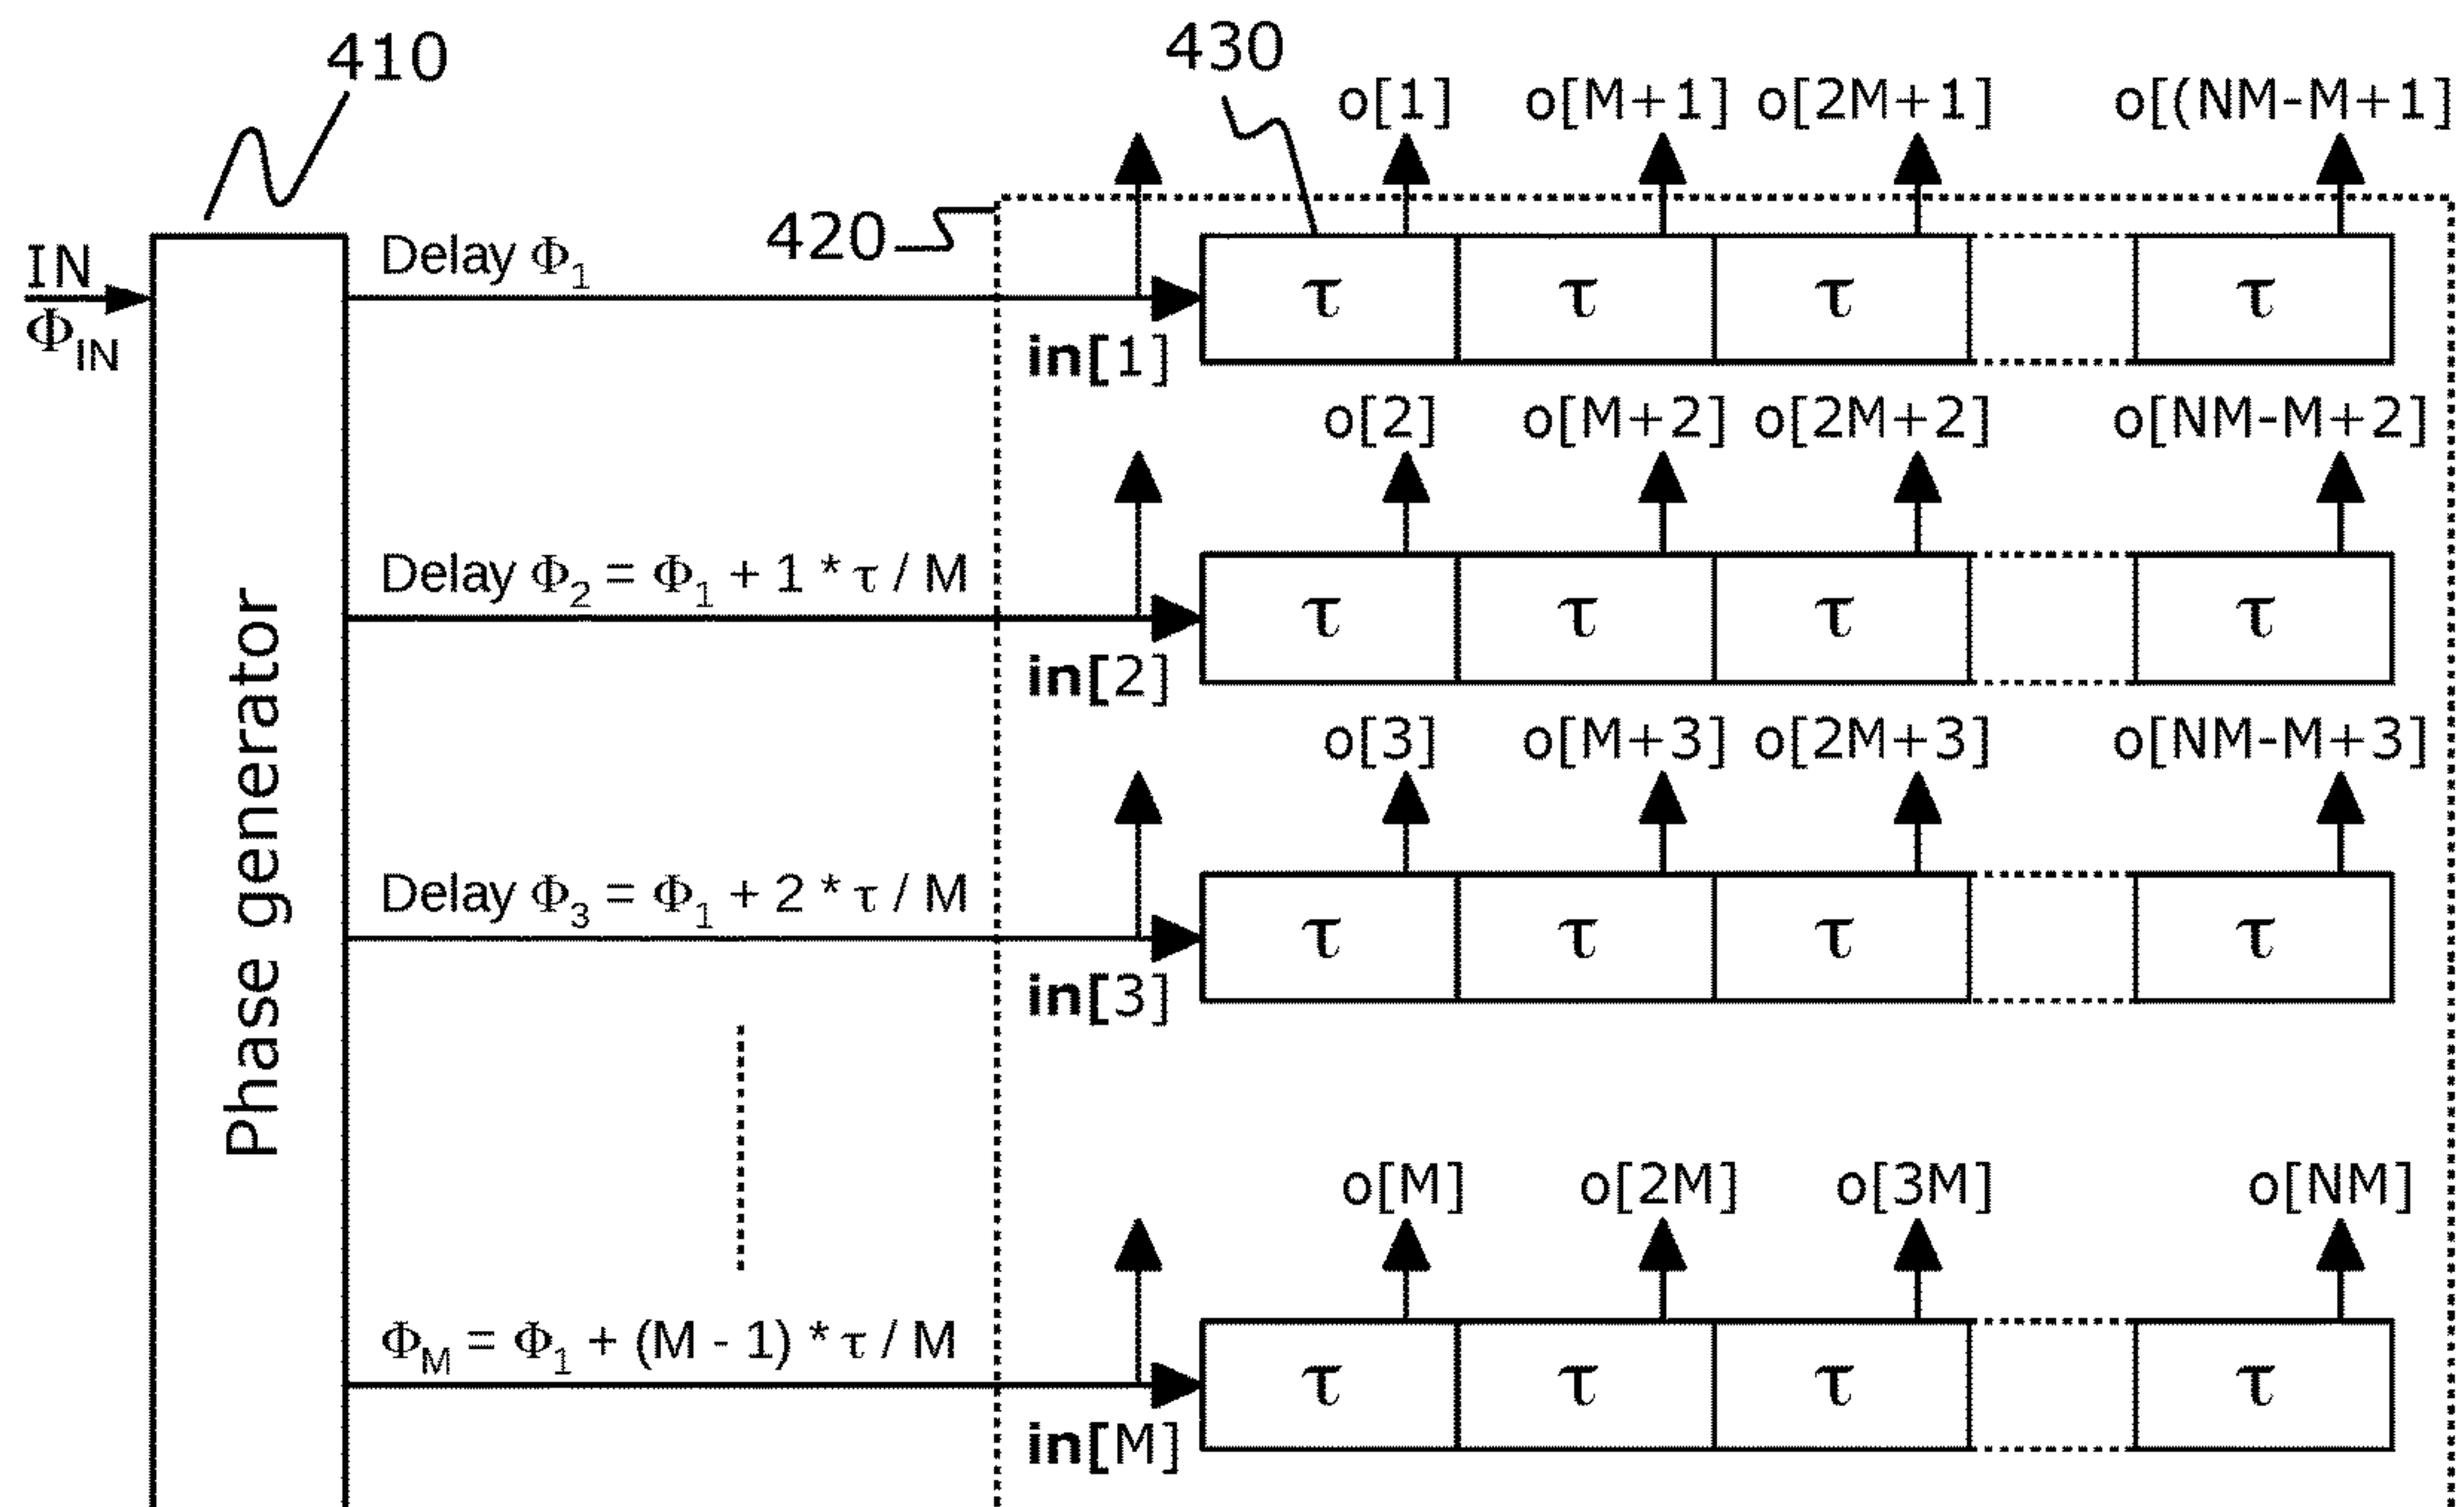 410
430
o[1] o[M+1] o[2M+1] o[(NM-M+1]
420
IN
Φ_IN
Delay Φ₁
τ τ τ τ
in[1]
o[2] o[M+2] o[2M+2] o[NM-M+2]
Delay Φ₂ = Φ₁ + 1 * τ / M
τ τ τ τ
in[2]
o[3] o[M+3] o[2M+3] o[NM-M+3]
Delay Φ₃ = Φ₁ + 2 * τ / M
τ τ τ τ
in[3]
Phase generator
o[M] o[2M] o[3M] o[NM]
Φ_M = Φ₁ + (M - 1) * τ / M
τ τ τ τ
in[M]